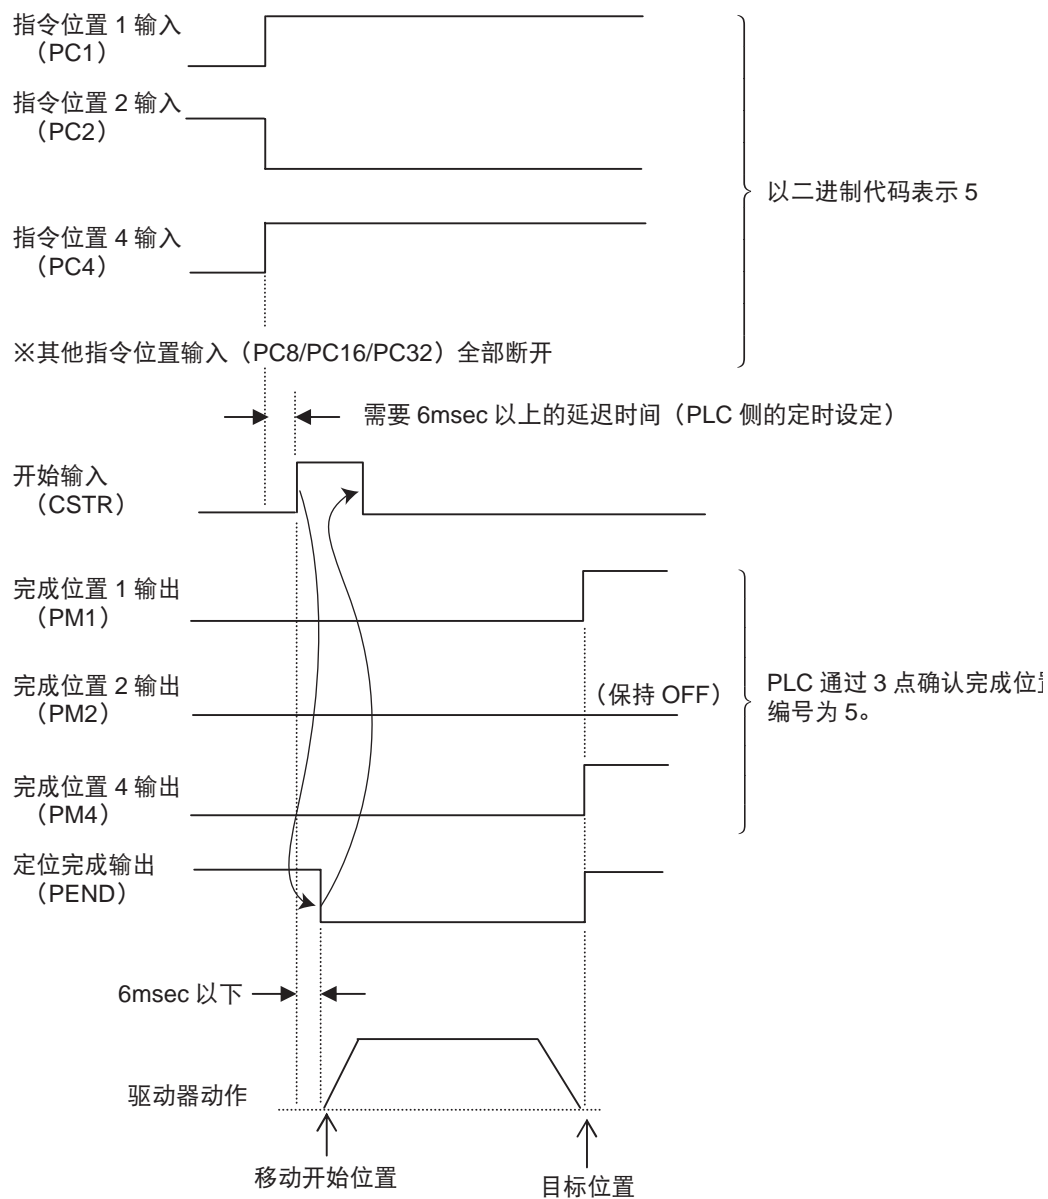 指令位置 1 输入
（PC1）
指令位置 2 输入
（PC2）
以二进制代码表示 5
指令位置 4 输入
（PC4）
※其他指令位置输入（PC8/PC16/PC32）全部断开
需要 6msec 以上的延迟时间（PLC 侧的定时设定）
开始输入
（CSTR）
完成位置 1 输出
（PM1）
完成位置 2 输出
（PM2）
（保持 OFF）
PLC 通过 3 点确认完成位置
编号为 5。
完成位置 4 输出
（PM4）
定位完成输出
（PEND）
6msec 以下
驱动器动作
移动开始位置
目标位置